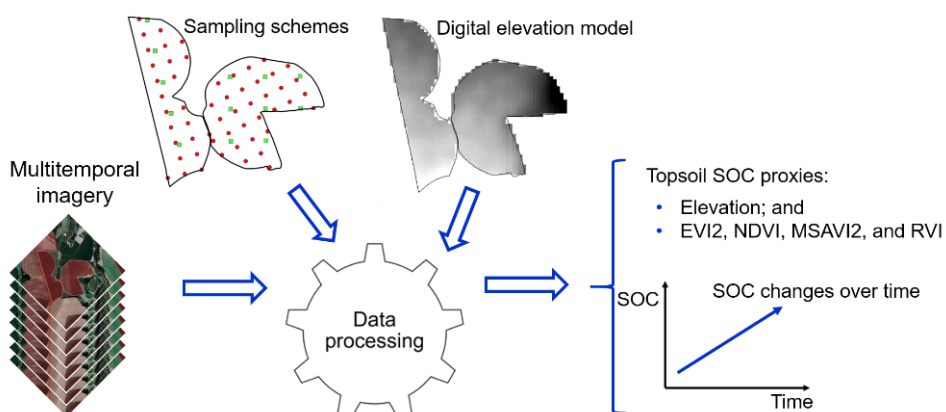 Sampling schemes
Digital elevation model
Multitemporal
imagery
Data
processing
Topsoil SOC proxies:
• Elevation; and
• EVI2, NDVI, MSAVI2, and RVI
SOC
SOC changes over time
Time